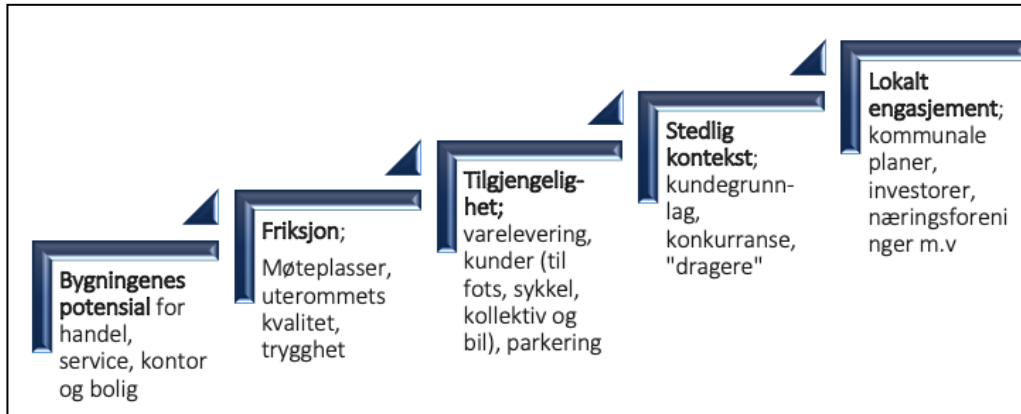 Bygningenes
potensial for
handel,
service, kontor
og bolig
Friksjon;
Møteplasser,
uterommets
kvalitet,
trygghet
Tilgjengelig-
het;
varelevering,
kunder (til
fots, sykkel,
kollektiv og
bil), parkering
Stedlig
kontekst;
kundegrunn-
lag,
konkurranse,
"dragere"
Lokalt
engasjement;
kommunale
planer,
investorer,
næringsforeni
nger m.v